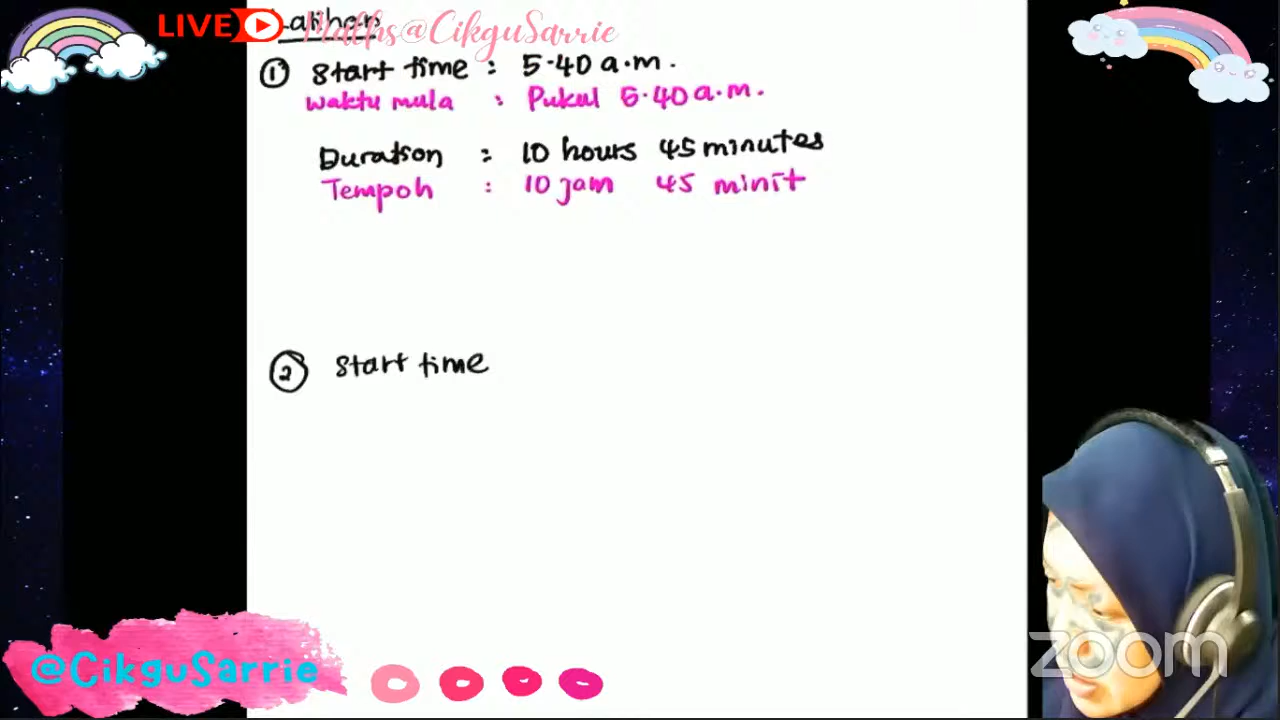 LIVE
Latihan
Maths@CikguSarrie
1 Start time : 5.40 a.m.
Waktu mula : Pukul 5.40 a.m.
Duration : 10 hours 45 minutes
Tempoh : 10 jam 45 minit
2 Start time
@CikguSarrie
zoom